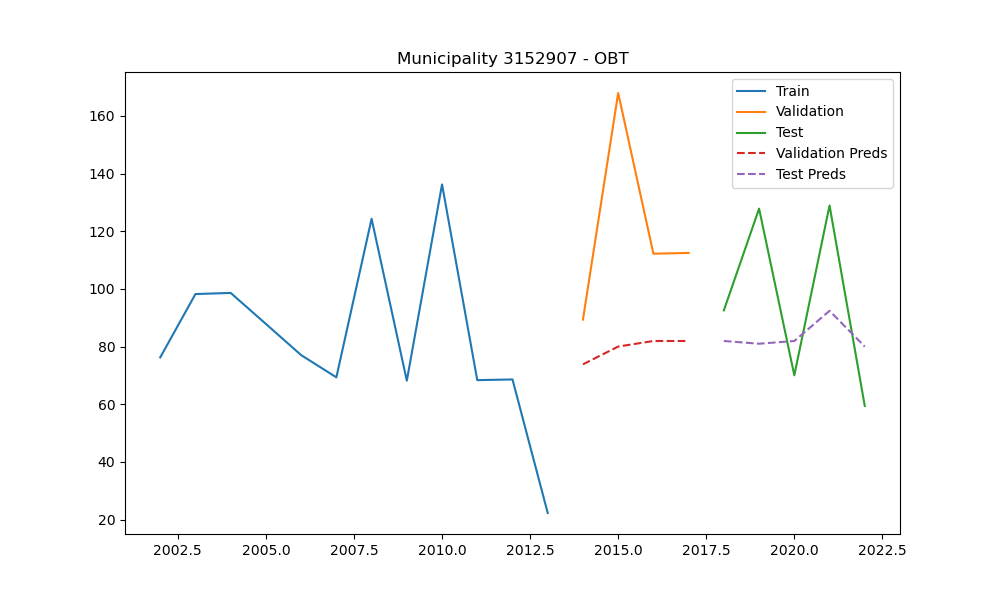 Municipality 3152907 - OBT
Train
Validation
Test
Validation Preds
Test Preds
160
140
120
100
80
60
40
20
2002.5 2005.0 2007.5 2010.0 2012.5 2015.0 2017.5 2020.0 2022.5